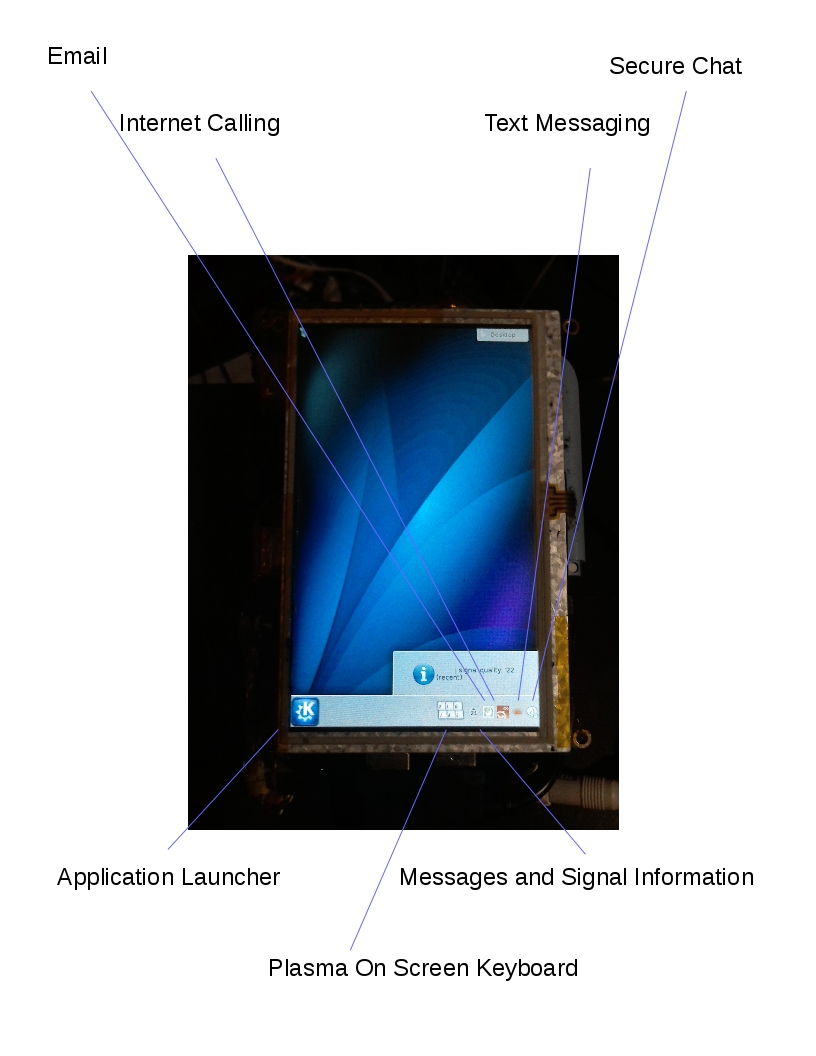 Email
Secure Chat
Internet Calling
Text Messaging
Desktop
signal quality: '22
(recent)
Application Launcher
Messages and Signal Information
Plasma On Screen Keyboard